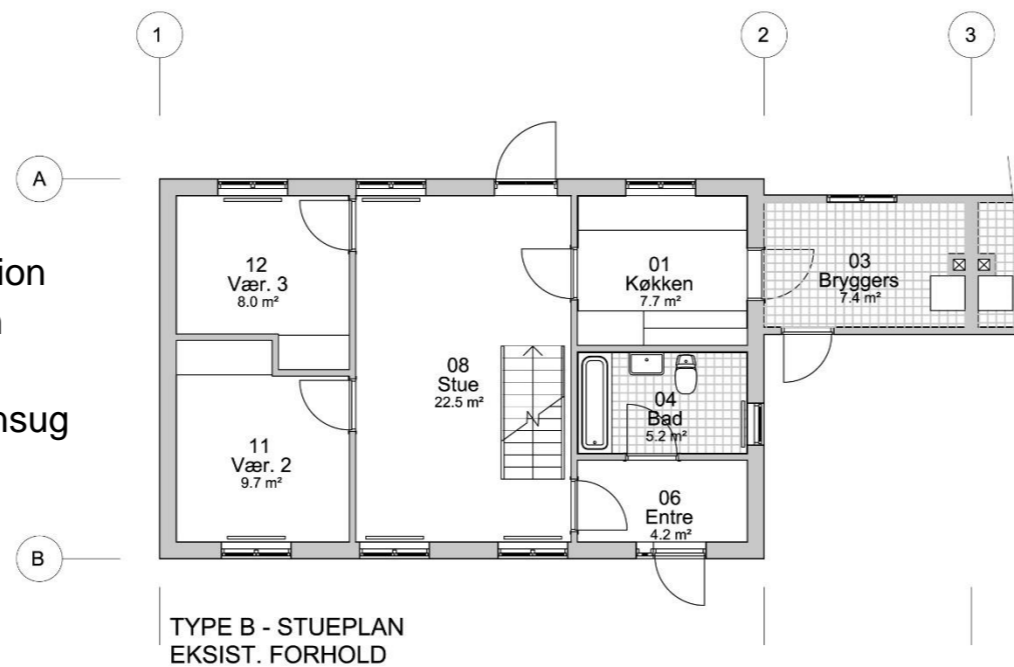 1
2
3
A
B
ion
nsug
12
Vær. 3
8.0 m²
01
Køkken
7.7 m²
03
Bryggers
7.4 m²
08
Stue
22.5 m²
04
Bad
5.2 m²
11
Vær. 2
9.7 m²
06
Entre
4.2 m²
TYPE B - STUEPLAN
EKSIST. FORHOLD